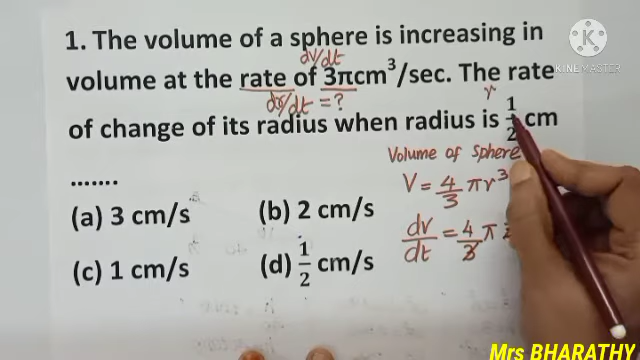 1. The volume of a sphere is increasing in
dv/dt
volume at the rate of 3πcm³/sec. The rate
dr/dt = ?
r
of change of its radius when radius is 1/2 cm
.......
Volume of Sphere
V = 4/3 πr³
(a) 3 cm/s (b) 2 cm/s
dv/dt = 4/3 π
(c) 1 cm/s (d) 1/2 cm/s
KINEMASTER
Mrs BHARATHY